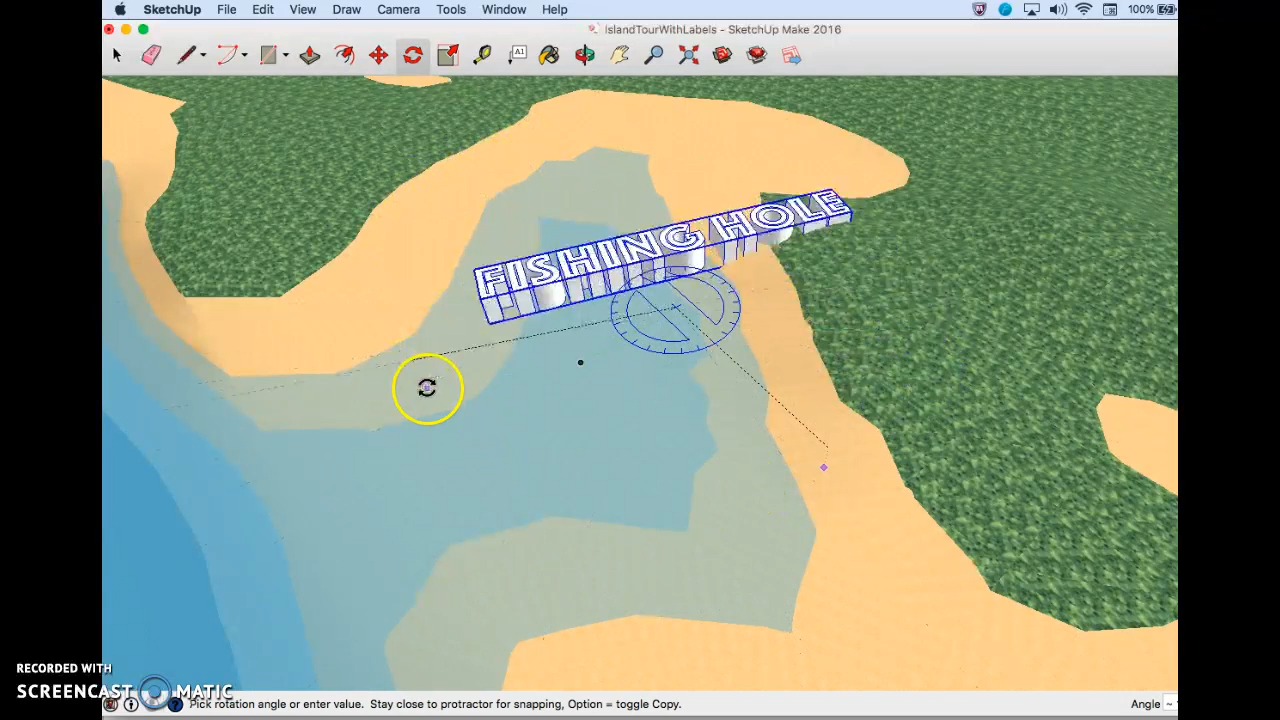 SketchUp File Edit View Draw Camera Tools Window Help 100%
IslandTourWithLabels - SketchUp Make 2016
A1
FISHING HOLE
RECORDED WITH
SCREENCAST MATIC
Pick rotation angle or enter value. Stay close to protractor for snapping, Option = toggle Copy. Angle ~